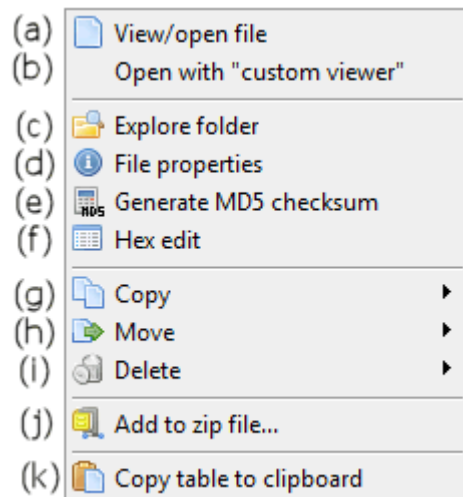 (a) View/open file
(b) Open with "custom viewer"
(c) Explore folder
(d) File properties
(e) MD5 Generate MD5 checksum
(f) Hex edit
(g) Copy
(h) Move
(i) Delete
(j) Add to zip file...
(k) Copy table to clipboard